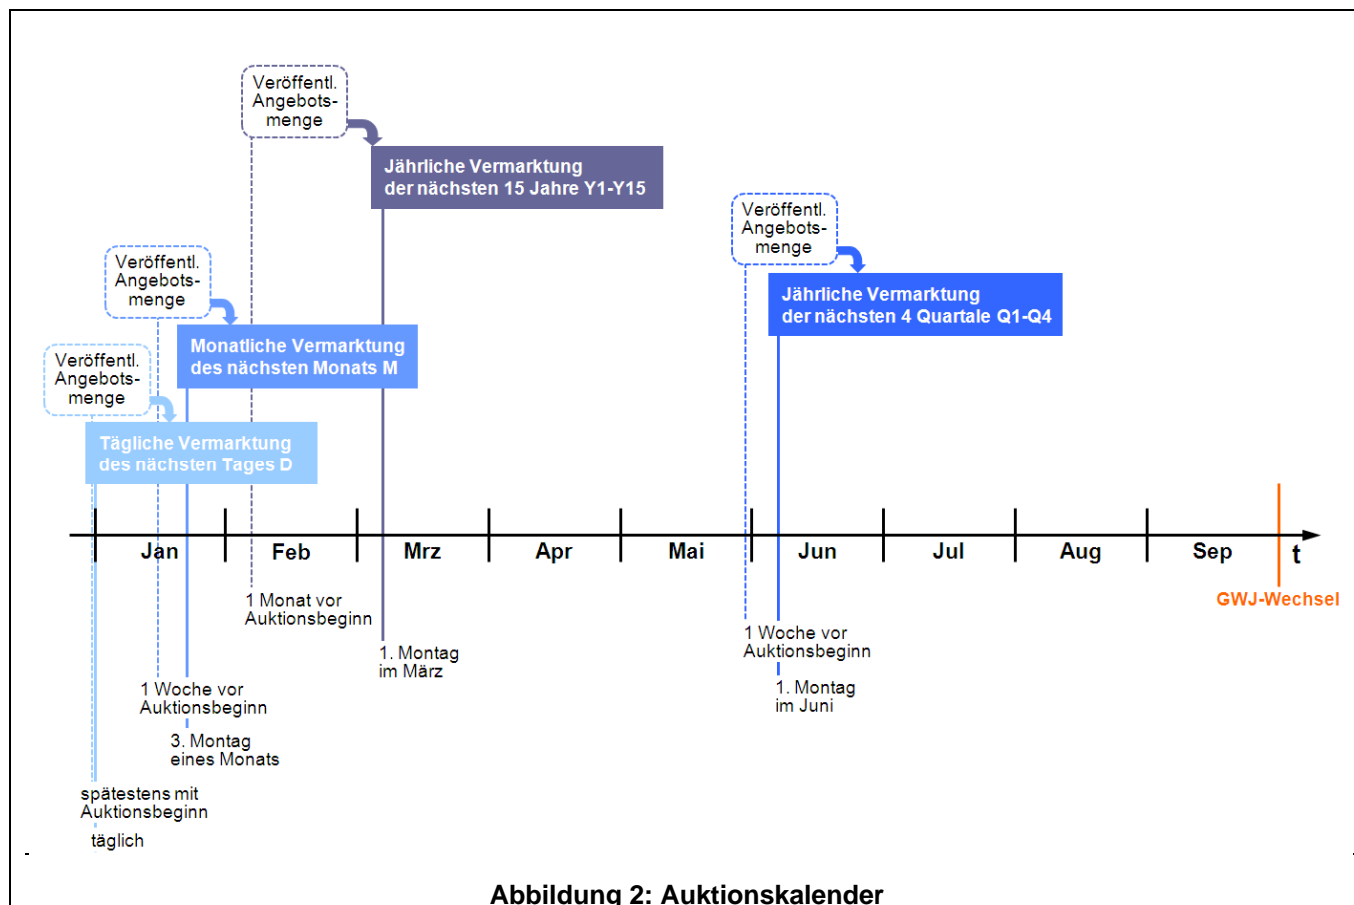 Veröffentl.
Angebots-
menge
Jährliche Vermarktung
der nächsten 15 Jahre Y1-Y15
Veröffentl.
Angebots-
menge
Jährliche Vermarktung
der nächsten 4 Quartale Q1-Q4
Veröffentl.
Angebots-
menge
Monatliche Vermarktung
des nächsten Monats M
Veröffentl.
Angebots-
menge
Tägliche Vermarktung
des nächsten Tages D
Jan
Feb
Mrz
Apr
Mai
Jun
Jul
Aug
Sep
t
GWJ-Wechsel
1 Monat vor
Auktionsbeginn
1. Montag
im März
1 Woche vor
Auktionsbeginn
1. Montag
im Juni
1 Woche vor
Auktionsbeginn
3. Montag
eines Monats
spätestens mit
Auktionsbeginn
täglich
Abbildung 2: Auktionskalender